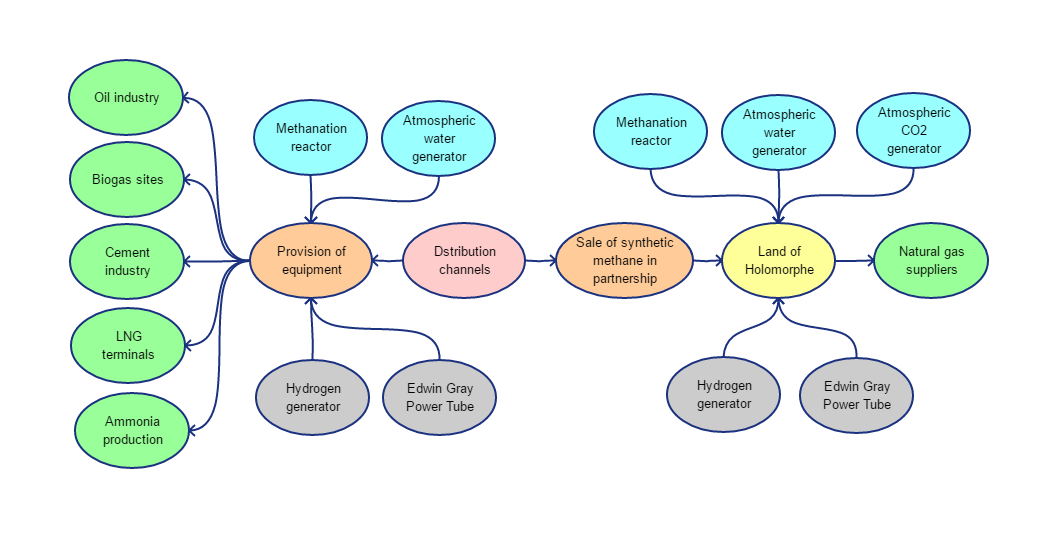 Oil industry
Biogas sites
Cement
industry
LNG
terminals
Ammonia
production
Methanation
reactor
Atmospheric
water
generator
Provision of
equipment
Hydrogen
generator
Edwin Gray
Power Tube
Dstribution
channels
Sale of synthetic
methane in
partnership
Methanation
reactor
Atmospheric
water
generator
Atmospheric
CO2
generator
Land of
Holomorphe
Natural gas
suppliers
Hydrogen
generator
Edwin Gray
Power Tube